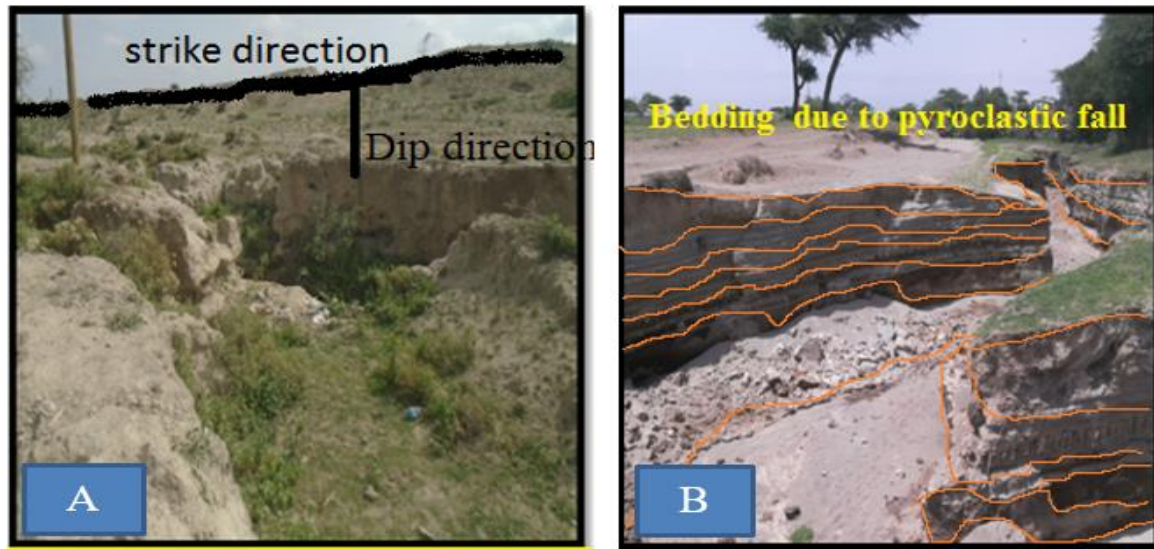 strike direction
Dip direction
A
Bedding due to pyroclastic fall
B